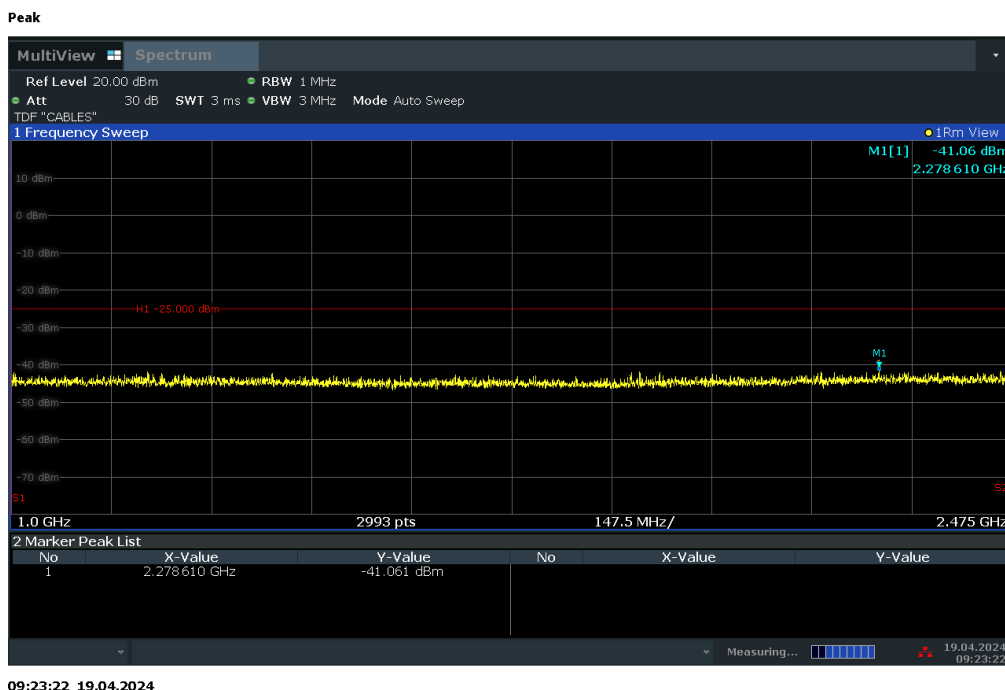 Peak
MultiView Spectrum
Ref Level 20.00 dBm RBW 1 MHz
Att 30 dB SWT 3 ms VBW 3 MHz Mode Auto Sweep
TDF "CABLES"
1 Frequency Sweep 1Rm View
M1[1] -41.06 dBm
2.278 610 GHz
10 dBm
0 dBm
-10 dBm
-20 dBm
H1 -25.000 dBm
-30 dBm
M1
-40 dBm
-50 dBm
-60 dBm
-70 dBm
S1 S2
1.0 GHz 2993 pts 147.5 MHz/ 2.475 GHz
2 Marker Peak List
No X-Value Y-Value No X-Value Y-Value
1 2.278 610 GHz -41.061 dBm
Measuring... 19.04.2024
09:23:22
09:23:22 19.04.2024